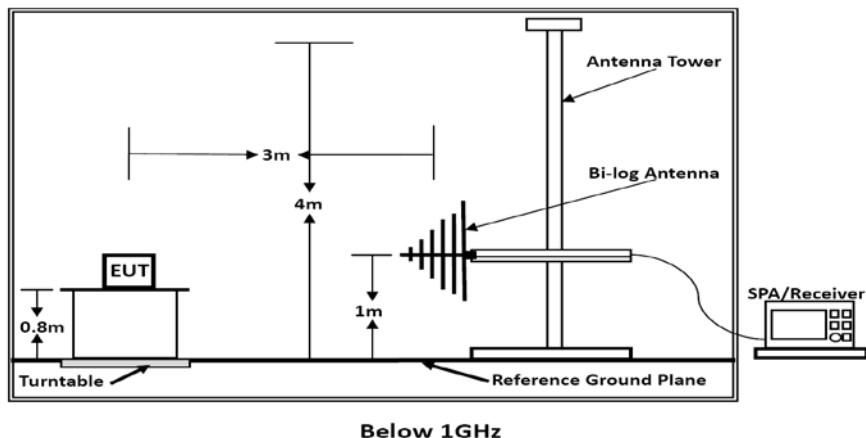 Antenna Tower
3m
Bi-log Antenna
4m
EUT
0.8m
1m
SPA/Receiver
Turntable
Reference Ground Plane
Below 1GHz